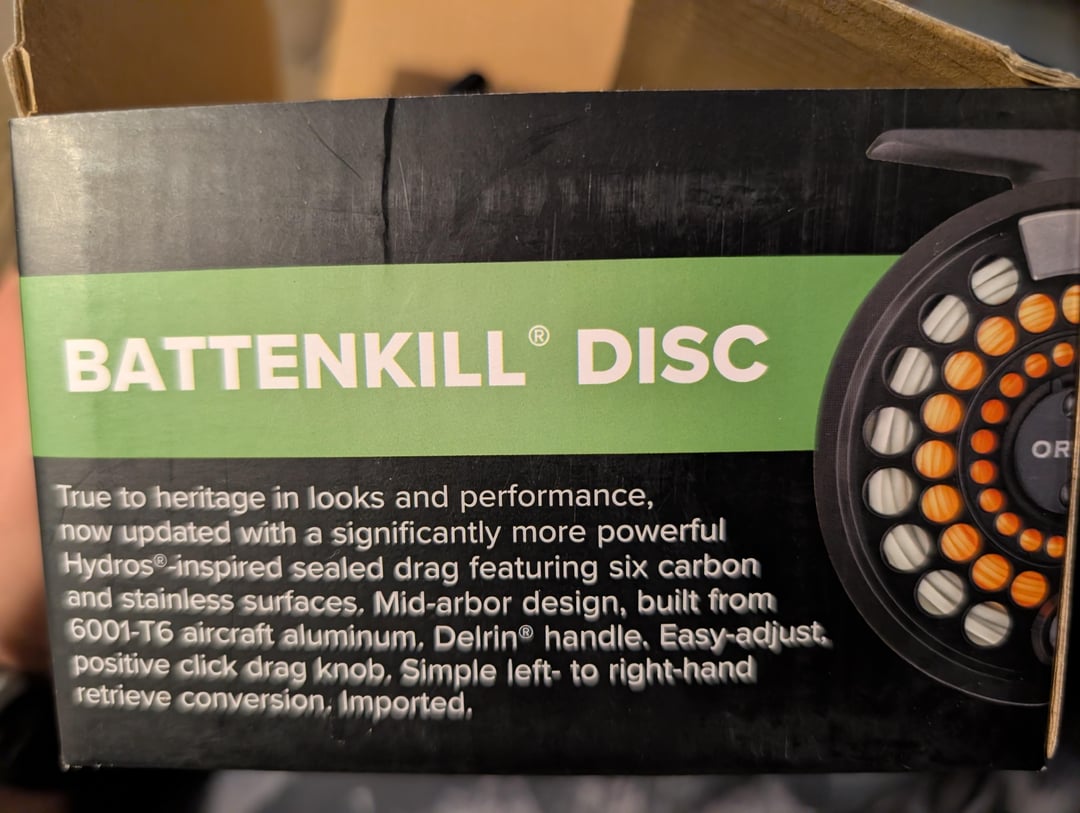 BATTENKILL® DISC
True to heritage in looks and performance,
now updated with a significantly more powerful
Hydros®-inspired sealed drag featuring six carbon
and stainless surfaces. Mid-arbor design, built from
6001-T6 aircraft aluminum. Delrin® handle. Easy-adjust,
positive click drag knob. Simple left- to right-hand
retrieve conversion. Imported.
OR